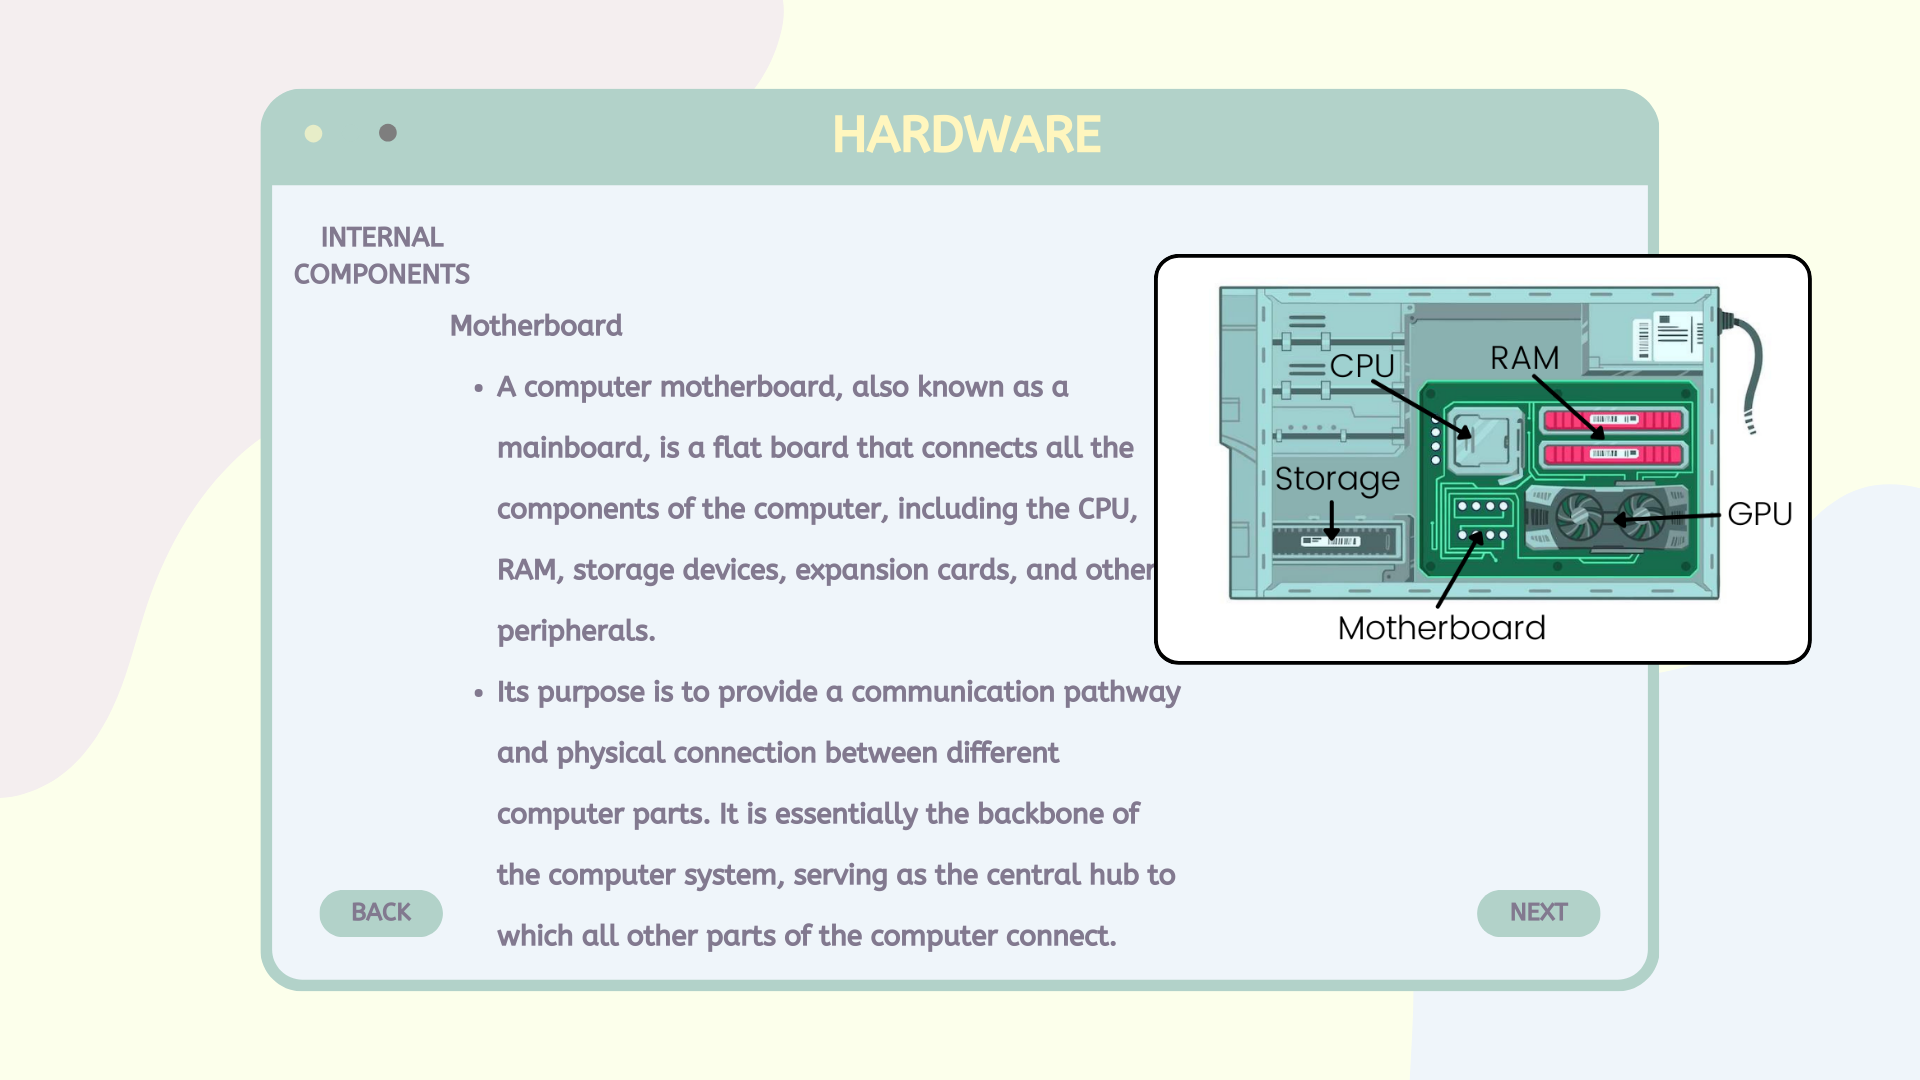 HARDWARE
INTERNAL
COMPONENTS
Motherboard
• A computer motherboard, also known as a
mainboard, is a flat board that connects all the
components of the computer, including the CPU,
RAM, storage devices, expansion cards, and other
peripherals.
• Its purpose is to provide a communication pathway
and physical connection between different
computer parts. It is essentially the backbone of
the computer system, serving as the central hub to
which all other parts of the computer connect.
CPU
RAM
Storage
GPU
Motherboard
BACK
NEXT